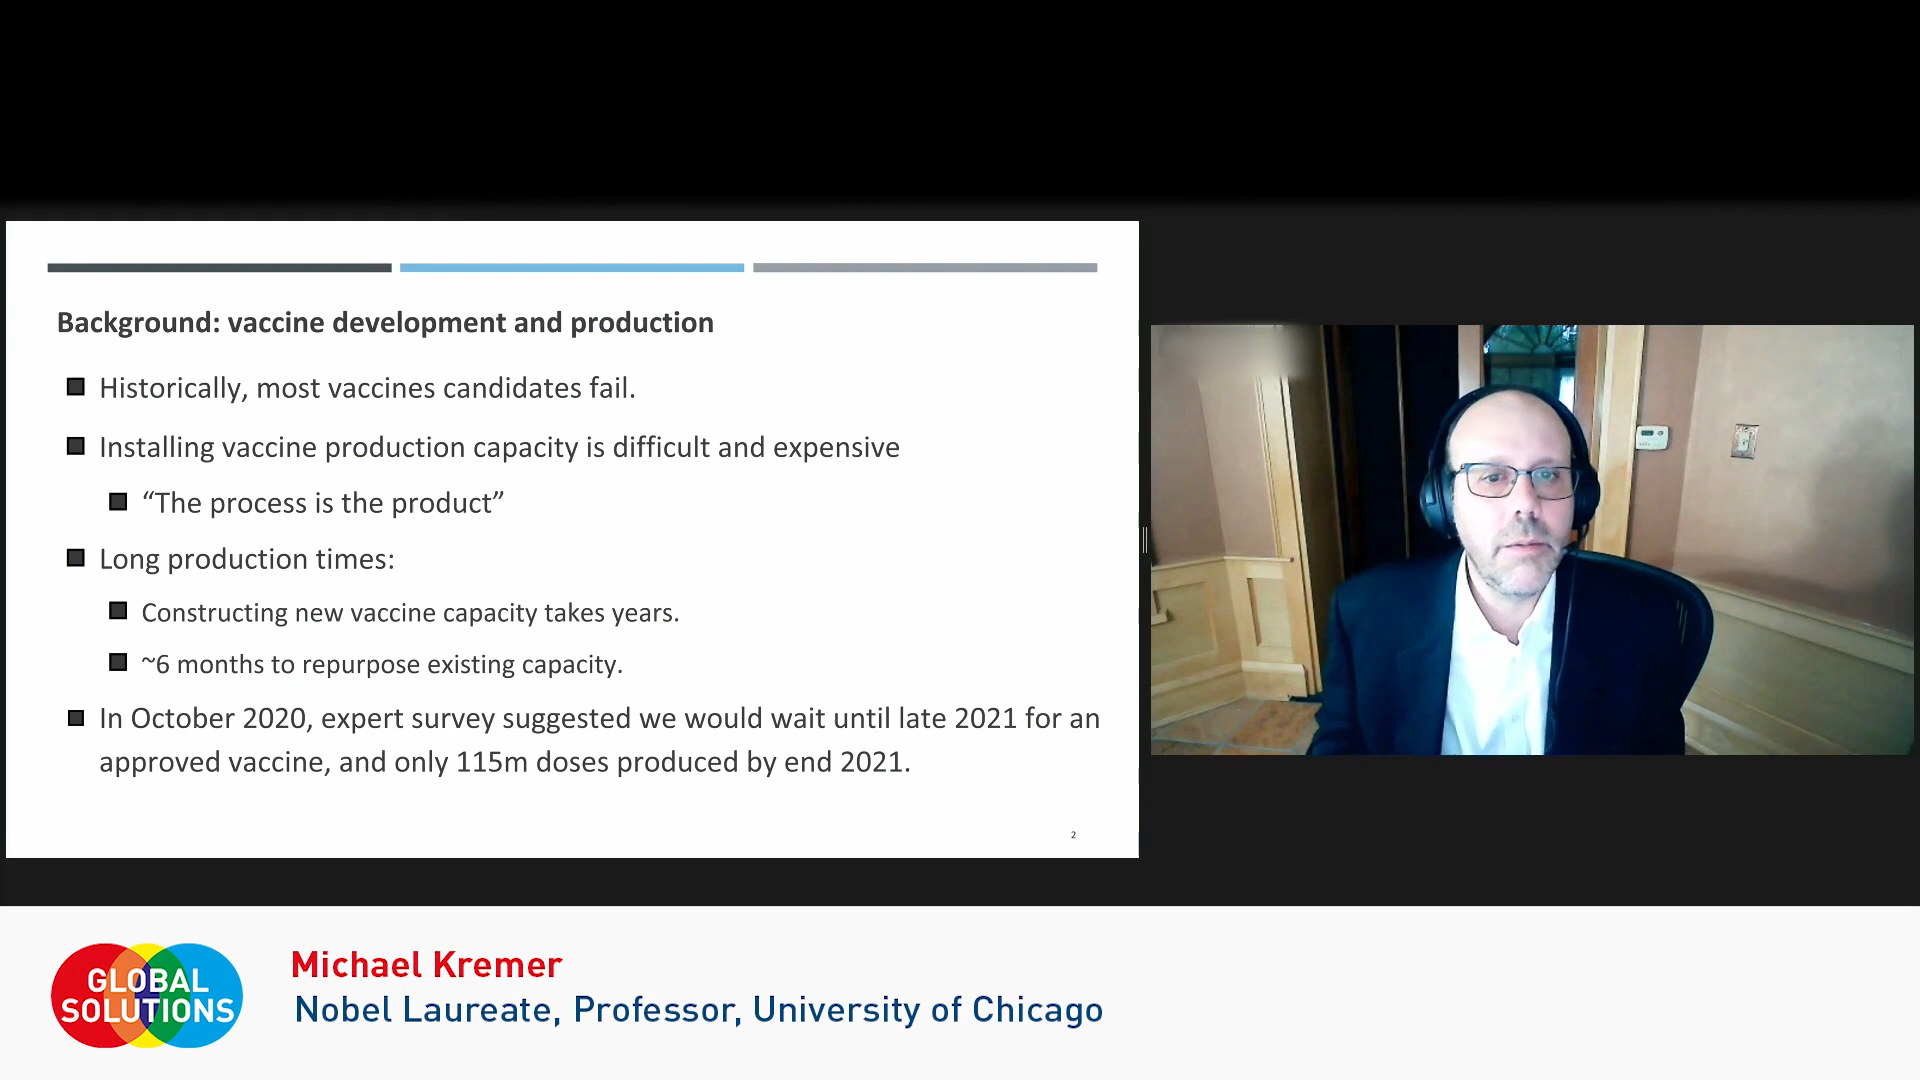 Background: vaccine development and production
Historically, most vaccines candidates fail.
Installing vaccine production capacity is difficult and expensive
“The process is the product”
Long production times:
Constructing new vaccine capacity takes years.
~6 months to repurpose existing capacity.
In October 2020, expert survey suggested we would wait until late 2021 for an
approved vaccine, and only 115m doses produced by end 2021.
2
GLOBAL
SOLUTIONS
Michael Kremer
Nobel Laureate, Professor, University of Chicago